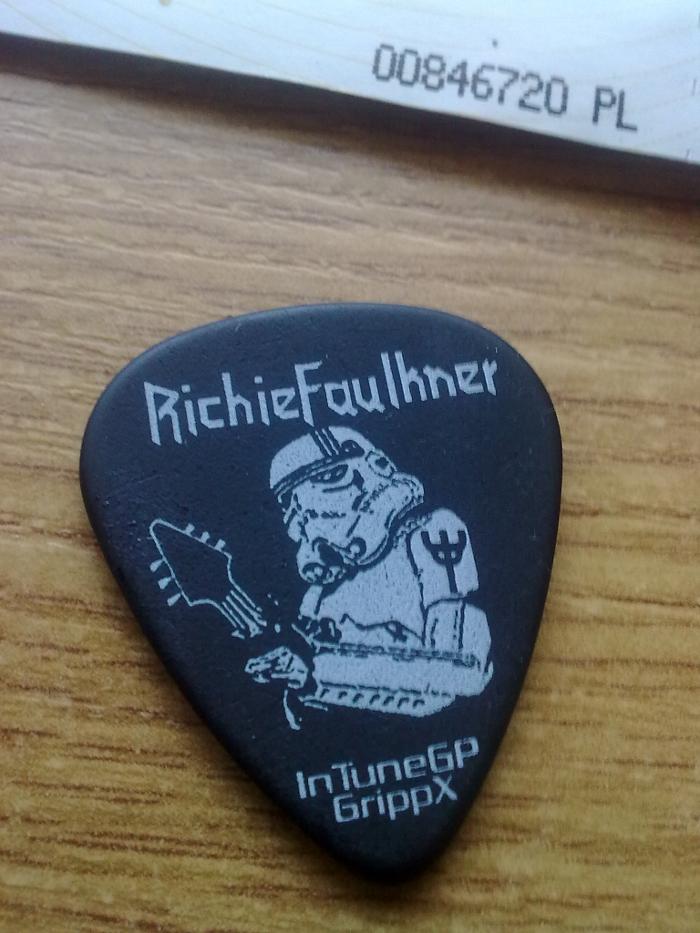 00846720 PL
RichieFaulkner
InTuneGP
GrippX